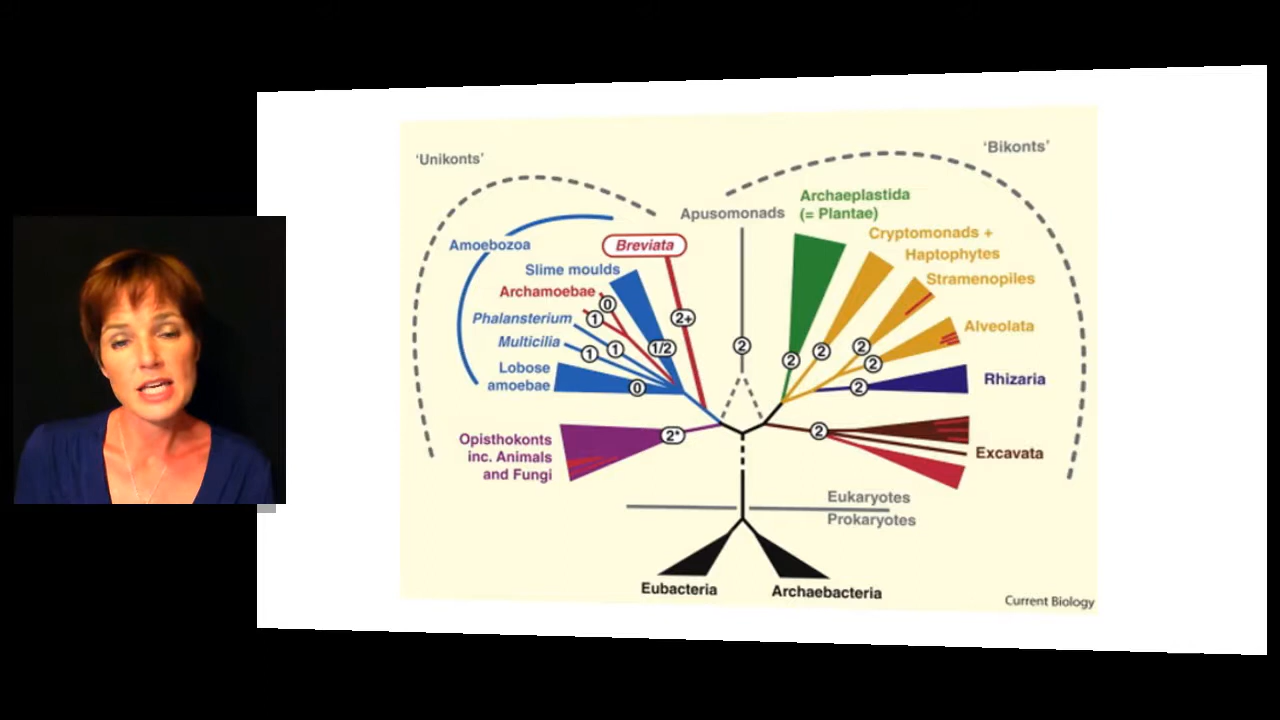 'Unikonts'
'Bikonts'
Amoebozoa
Breviata
Slime moulds
Archamoebae
Phalansterium
Multicilia
Lobose
amoebae
0
1
1
1
1/2
0
2+
Opisthokonts
inc. Animals
and Fungi
2*
Apusomonads
2
Archaeplastida
(= Plantae)
2
Cryptomonads +
Haptophytes
2
Stramenopiles
2
Alveolata
2
Rhizaria
2
Excavata
2
Eukaryotes
Prokaryotes
Eubacteria
Archaebacteria
Current Biology